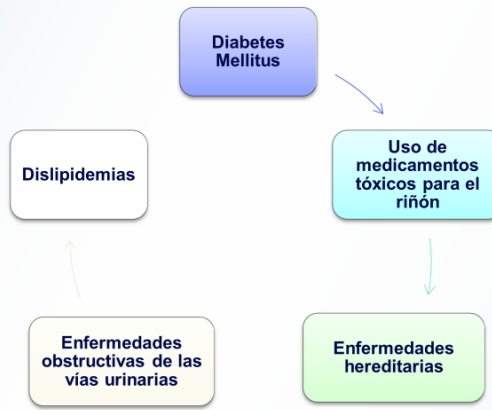 Diabetes
Mellitus
Uso de
medicamentos
tóxicos para el
riñón
Dislipidemias
Enfermedades
obstructivas de las
vías urinarias
Enfermedades
hereditarias